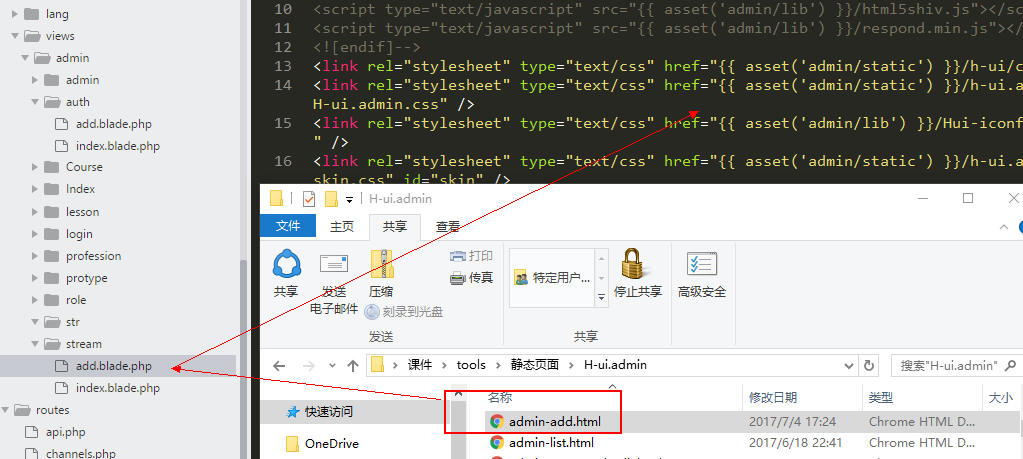 lang
views
admin
admin
auth
add.blade.php
index.blade.php
Course
Index
lesson
login
profession
protype
role
str
stream
add.blade.php
index.blade.php
routes
api.php
channels.php
10 <script type="text/javascript" src="{{ asset('admin/lib') }}/html5shiv.js"></s
11 <script type="text/javascript" src="{{ asset('admin/lib') }}/respond.min.js"></
12 <![endif]-->
13 <link rel="stylesheet" type="text/css" href="{{ asset('admin/static') }}/h-ui/c
14 <link rel="stylesheet" type="text/css" href="{{ asset('admin/static') }}/h-ui.a
H-ui.admin.css" />
15 <link rel="stylesheet" type="text/css" href="{{ asset('admin/lib') }}/Hui-iconf
" />
16 <link rel="stylesheet" type="text/css" href="{{ asset('admin/static') }}/h-ui.a
skin.css" id="skin" />
H-ui.admin
文件 主页 共享 查看
共享
发送
电子邮件
压缩
打印
传真
刻录到光盘
发送
特定用户...
停止共享
高级安全
共享
课件 > tools > 静态页面 > H-ui.admin
搜索"H-ui.admin"
快速访问
OneDrive
名称 修改日期 类型 大小
admin-add.html 2017/7/4 17:24 Chrome HTML D...
admin-list.html 2017/6/18 22:41 Chrome HTML D...